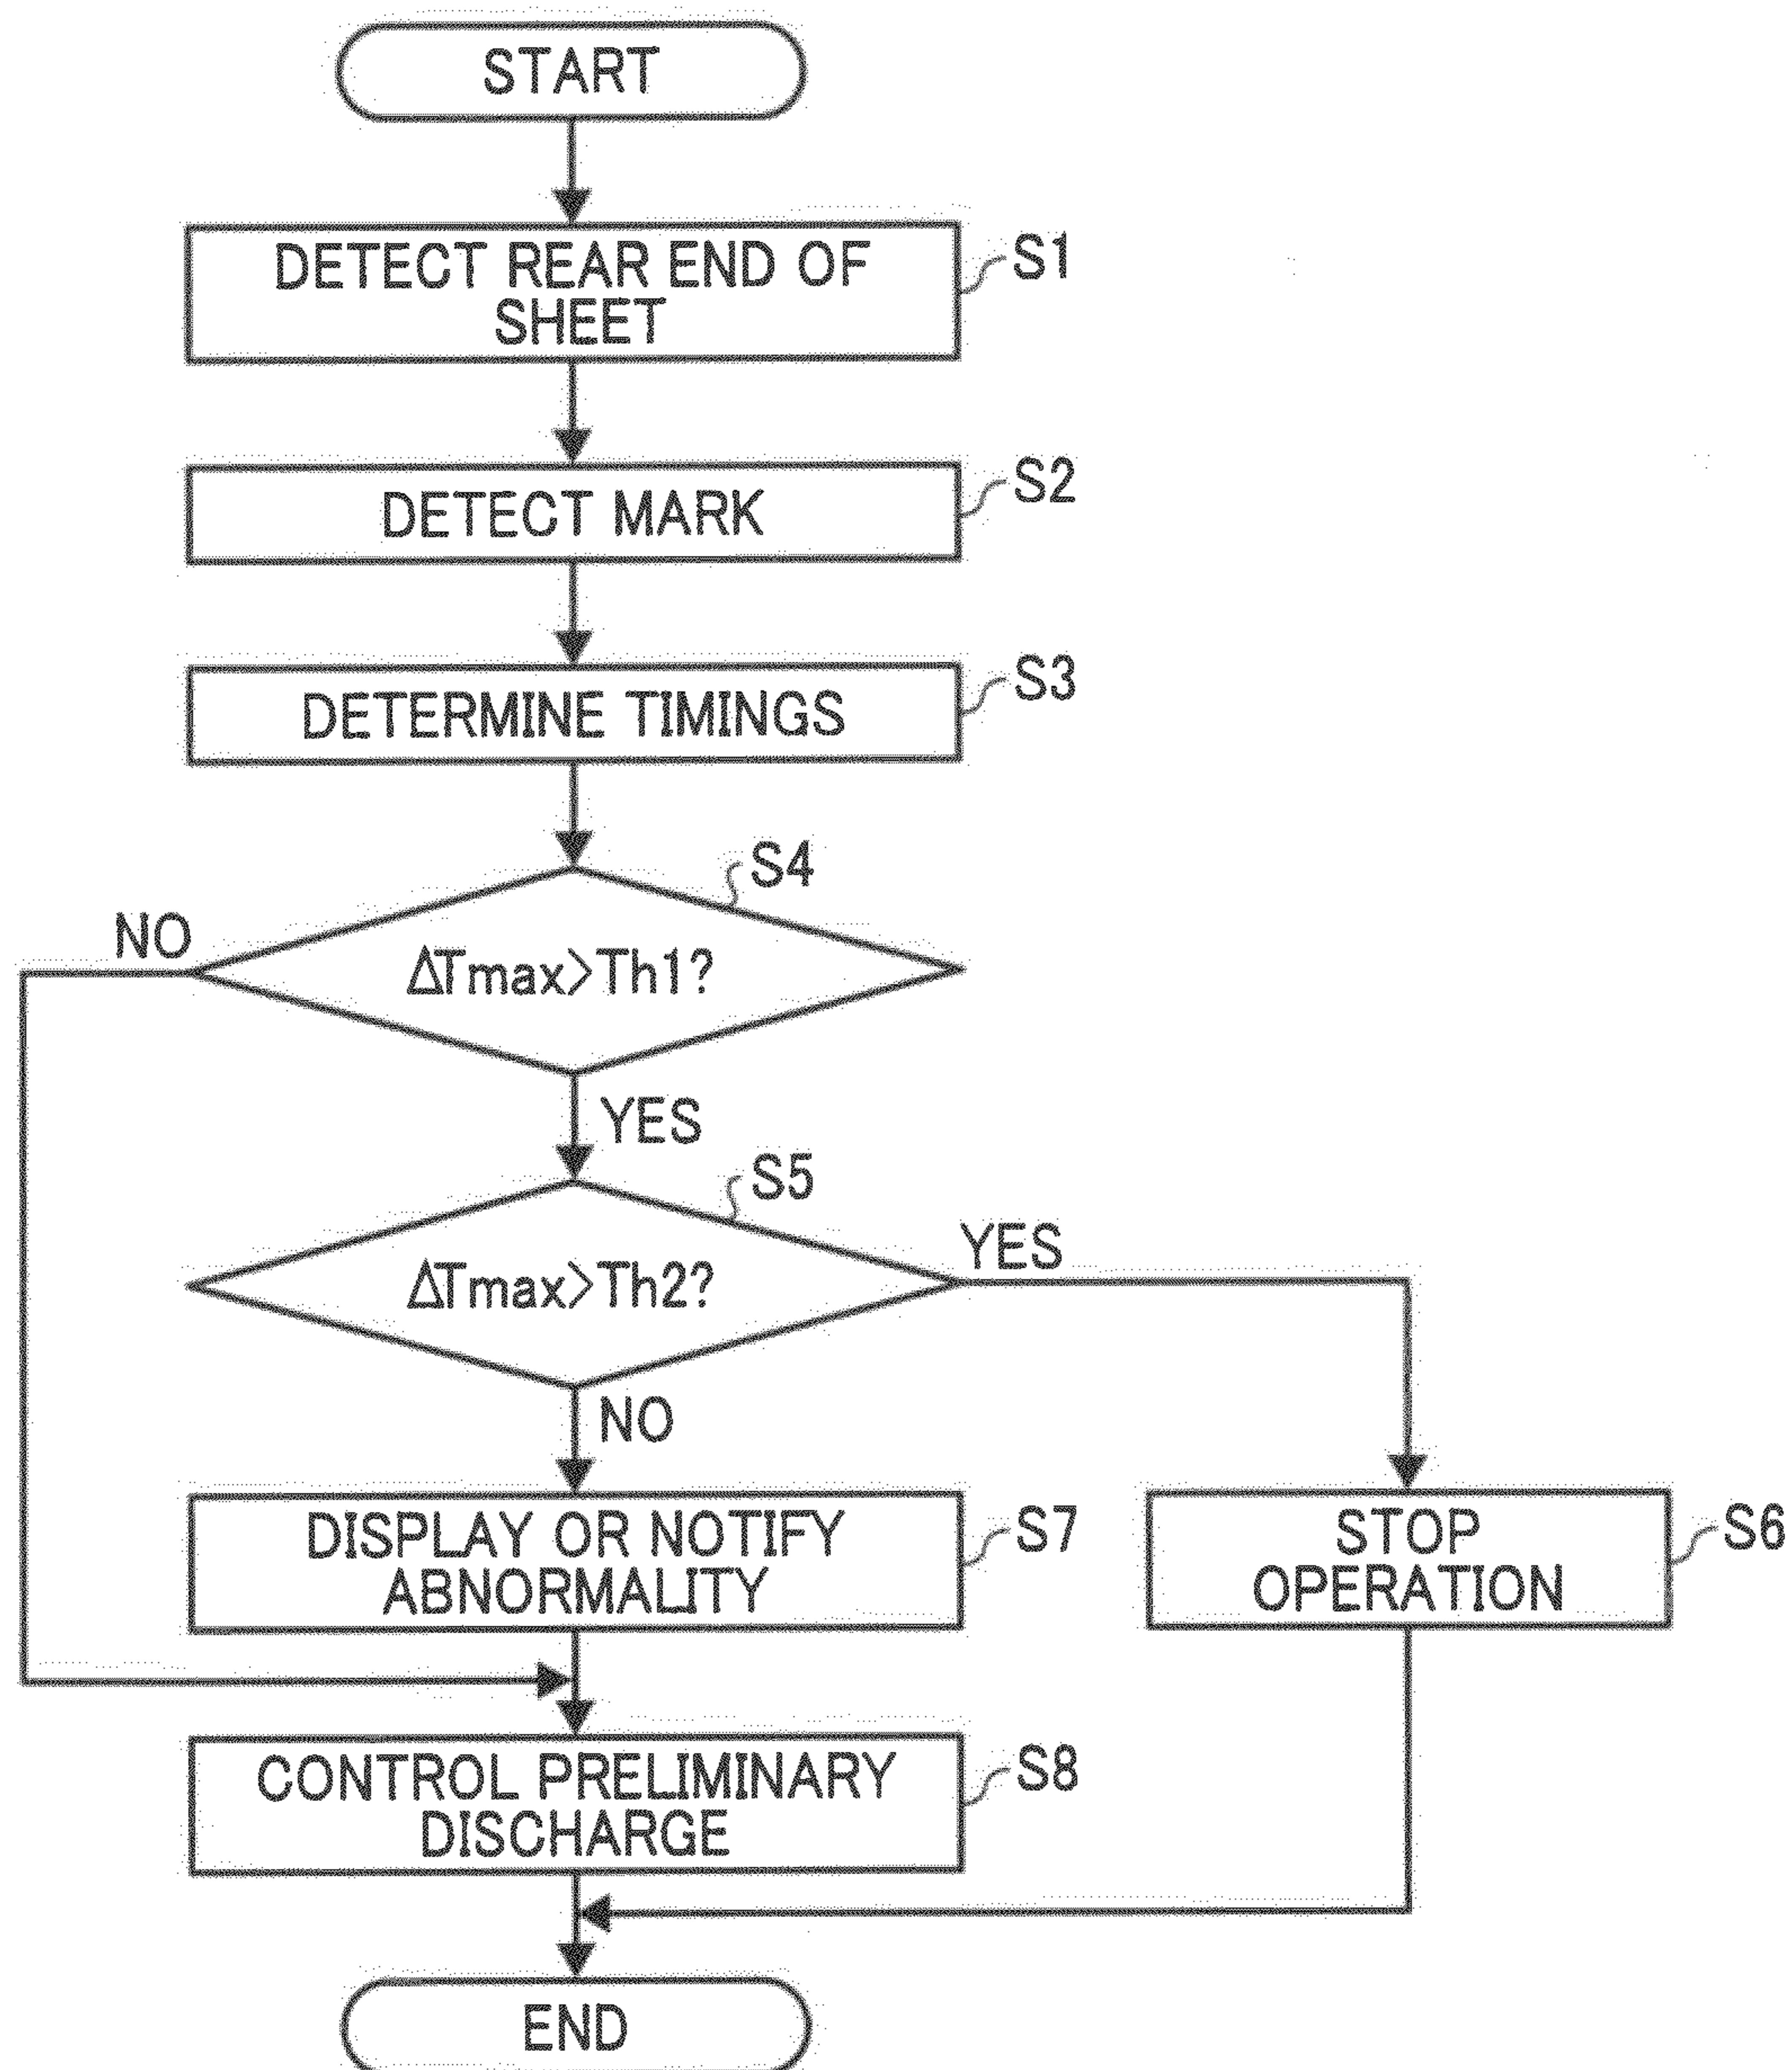 START
DETECT REAR END OF
SHEET
S1
DETECT MARK
S2
DETERMINE TIMINGS
S3
S4
NO
ΔTmax>Th1?
YES
S5
ΔTmax>Th2?
YES
NO
DISPLAY OR NOTIFY
ABNORMALITY
S7
STOP
OPERATION
S6
CONTROL PRELIMINARY
DISCHARGE
S8
END